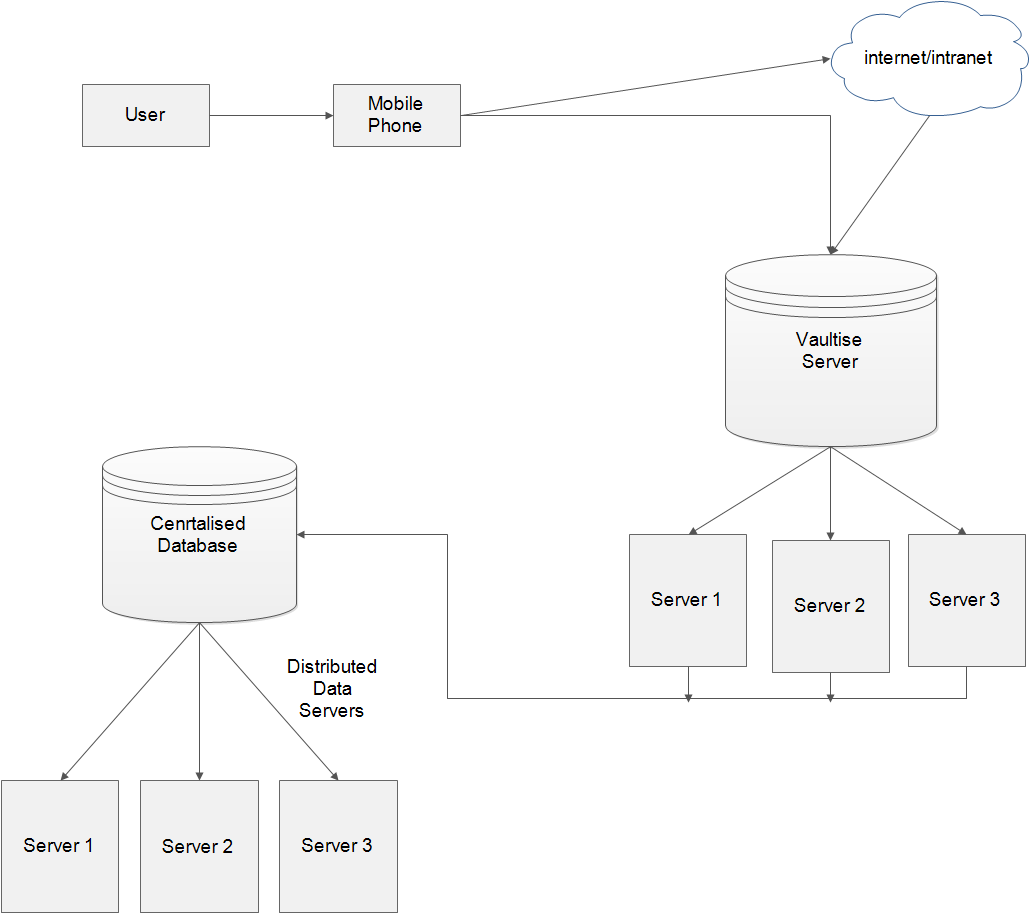 internet/intranet
User
Mobile
Phone
Vaultise
Server
Cenrtalised
Database
Server 1
Server 2
Server 3
Distributed
Data
Servers
Server 1
Server 2
Server 3